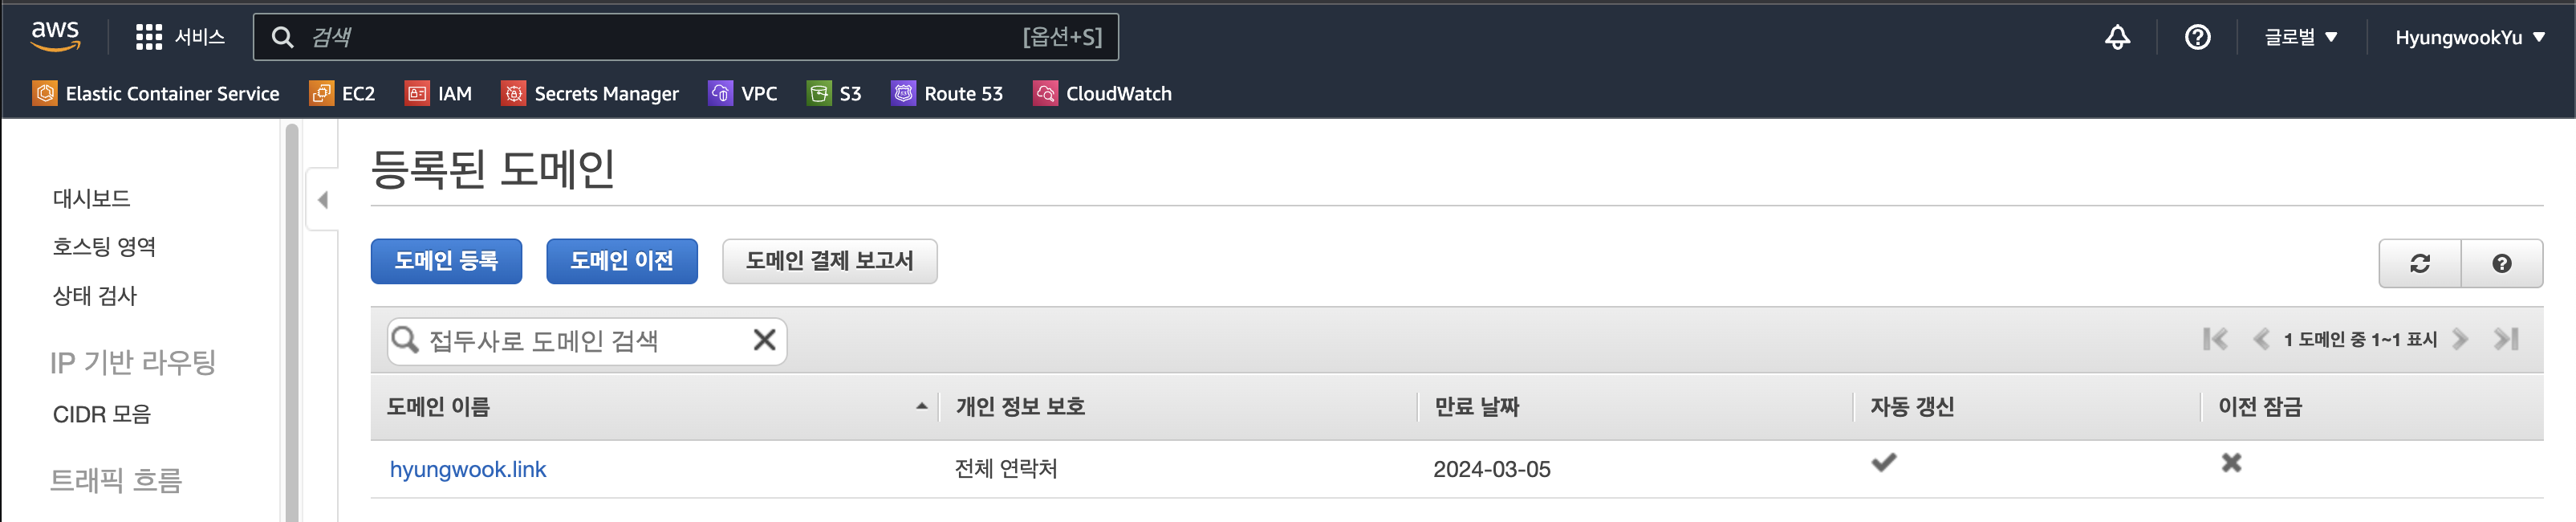 aws 서비스 검색 [옵션+S] 글로벌 HyungwookYu
Elastic Container Service EC2 IAM Secrets Manager VPC S3 Route 53 CloudWatch
등록된 도메인
대시보드
호스팅 영역
상태 검사
IP 기반 라우팅
CIDR 모음
트래픽 흐름
도메인 등록 도메인 이전 도메인 결제 보고서
접두사로 도메인 검색 1 도메인 중 1~1 표시
도메인 이름 개인 정보 보호 만료 날짜 자동 갱신 이전 잠금
hyungwook.link 전체 연락처 2024-03-05